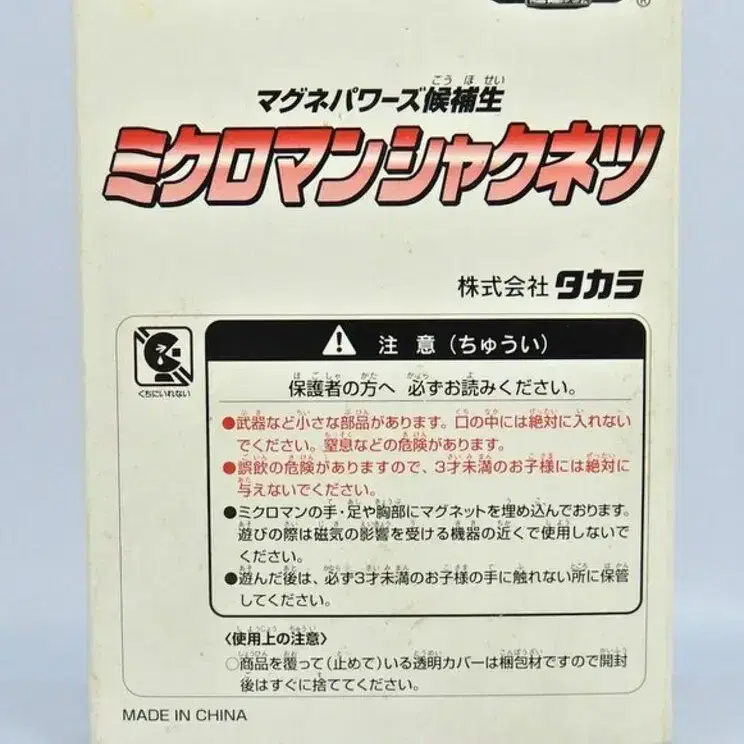 ®
こうほせい
マグネパワーズ候補生
ミクロマンシャクネツ
株式会社 タカラ
注 意 (ちゅうい)
くちにいれない
ほごしゃ かた かなら よ
保護者の方へ 必ずお読みください。
●武器など小さな部品があります。口の中には絶対に入れない
でください。窒息などの危険があります。
●誤飲の危険がありますので、3才未満のお子様には絶対に
与えないでください。
●ミクロマンの手・足や胸部にマグネットを埋め込んでおります。
遊びの際は磁気の影響を受ける機器の近くで使用しないで
ください。
●遊んだ後は、必ず3才未満のお子様の手に触れない所に保管
してください。
〈使用上の注意〉
○商品を覆って(止めて)いる透明カバーは梱包材ですので開封
後はすぐに捨ててください。
MADE IN CHINA